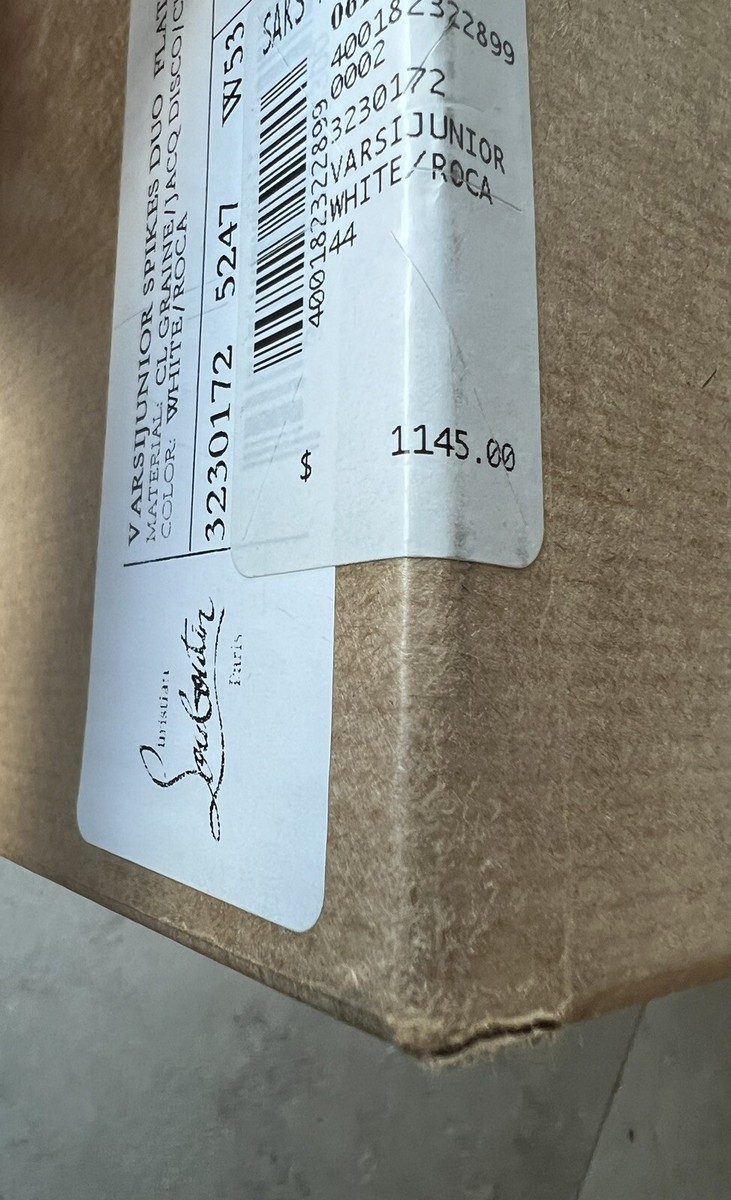 VARSIJUNIOR SPIKES DUO
MATERIAL: CL GRAINE/JACQ DISCO/
COLOR: WHITE/ROCA
3230172 5247 W53
Christian
Louboutin
Paris
SAKS
400182322899
400182322899
0002
3230172
VARSIJUNIOR
WHITE/ROCA
44
$ 1145.00